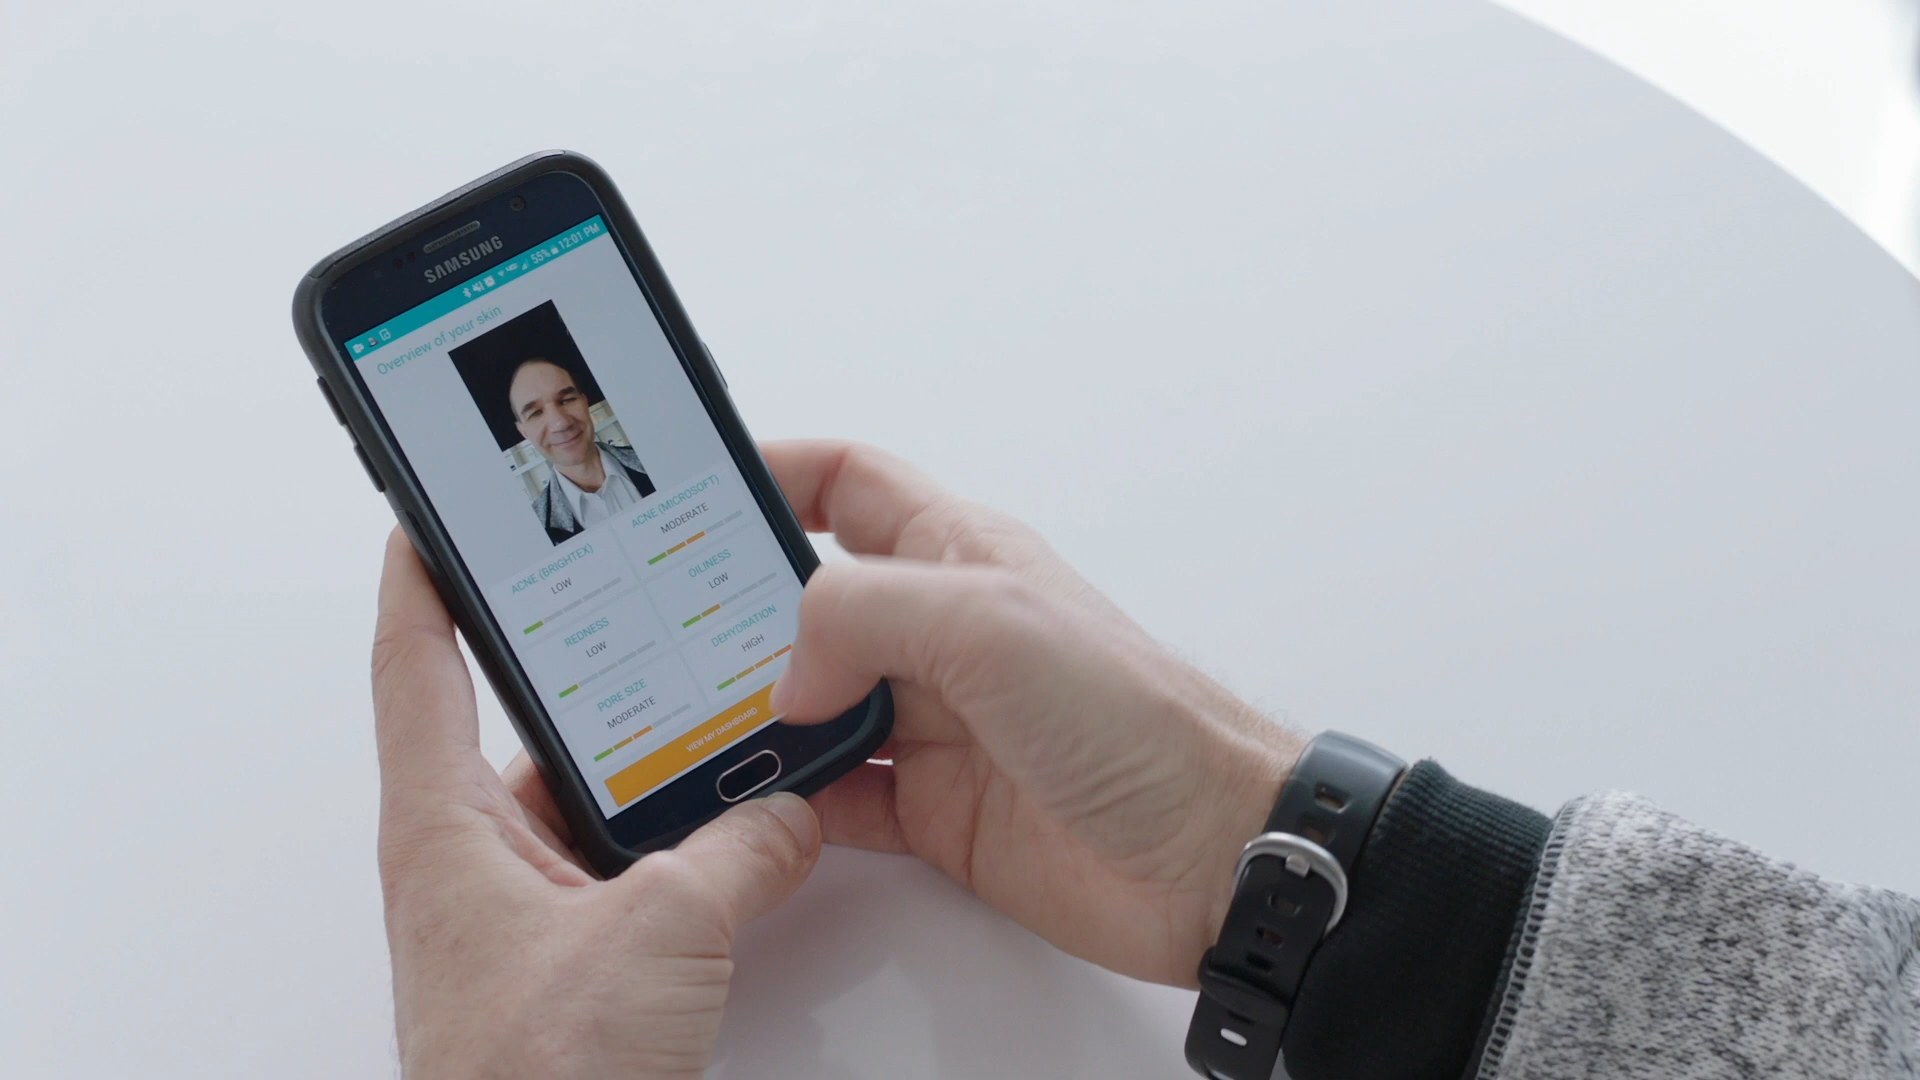 SAMSUNG
55% 12:01 PM
Overview of your skin
ACNE (BRIGHTEX)
LOW
ACNE (MICROSOFT)
MODERATE
REDNESS
LOW
OILINESS
LOW
PORE SIZE
MODERATE
DEHYDRATION
HIGH
VIEW MY DASHBOARD